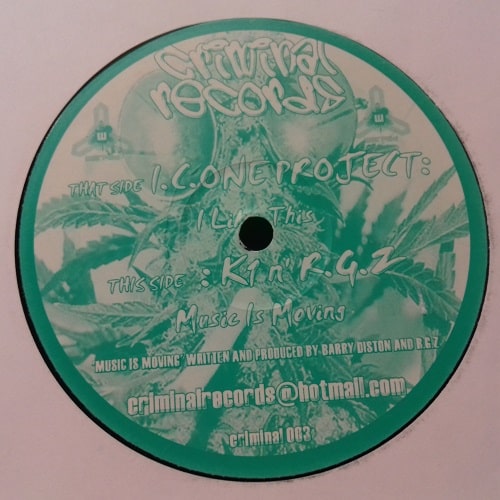 Criminal
Records
THAT SIDE I.C.ONE PROJECT:
I This
THIS SIDE : K1 n' R.G.Z
Music Is Moving
"MUSIC IS MOVING" WRITTEN AND PRODUCED BY BARRY DISTON AND R.G.Z
criminalrecords@hotmail.com
criminal 003